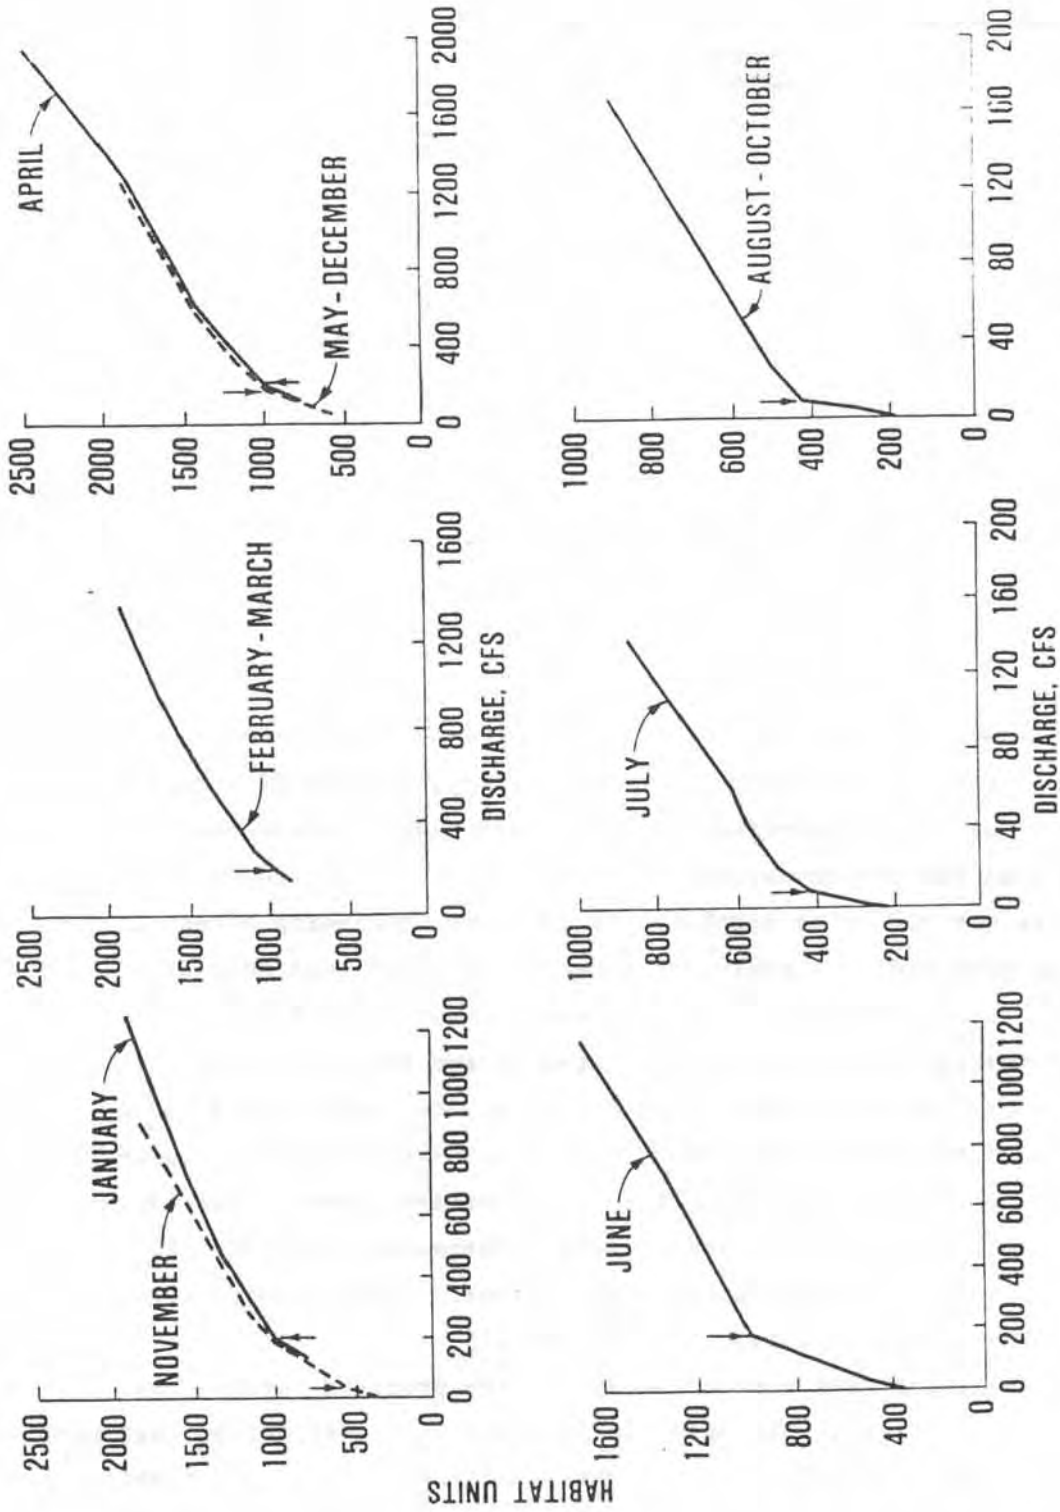 HABITAT UNITS
2500
2000
1500
1000
500
0
JANUARY
NOVEMBER
0 200 400 600 800 1000 1200
2500
2000
1500
1000
500
0
FEBRUARY-MARCH
0 400 800 1200 1600
DISCHARGE, CFS
2500
2000
1500
1000
500
0
APRIL
MAY-DECEMBER
0 400 800 1200 1600 2000
1600
1200
800
400
JUNE
0 200 400 600 800 1000 1200
1000
800
600
400
200
JULY
0 40 80 120 160 200
DISCHARGE, CFS
1000
800
600
400
200
AUGUST-OCTOBER
0 40 80 120 160 200